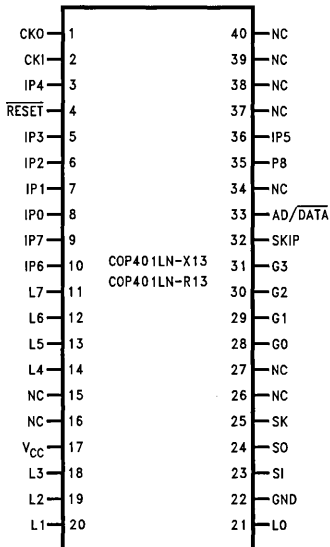 CKO 1 40 NC
CKI 2 39 NC
IP4 3 38 NC
RESET 4 37 NC
IP3 5 36 IP5
IP2 6 35 P8
IP1 7 34 NC
IP0 8 33 AD/DATA
IP7 9 32 SKIP
IP6 10 COP401LN-X13 31 G3
L7 11 COP401LN-R13 30 G2
L6 12 29 G1
L5 13 28 G0
L4 14 27 NC
NC 15 26 NC
NC 16 25 SK
VCC 17 24 SO
L3 18 23 SI
L2 19 22 GND
L1 20 21 L0